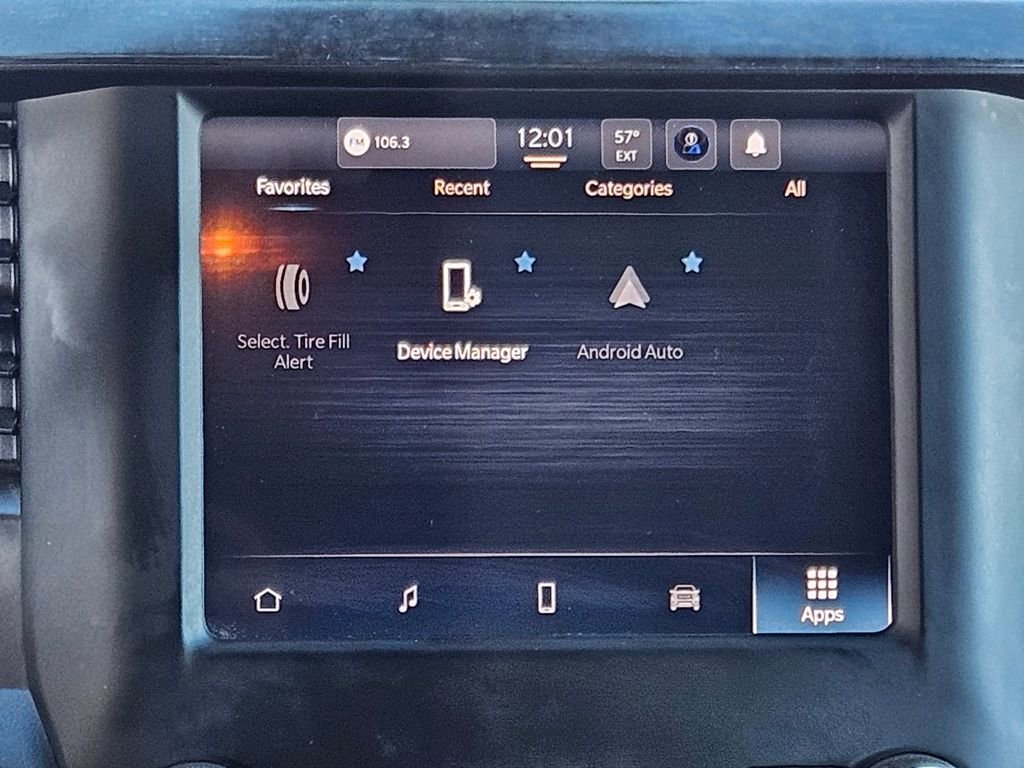 FM 106.3
12:01
57°
EXT
Favorites
Recent
Categories
All
Select. Tire Fill
Alert
Device Manager
Android Auto
Apps